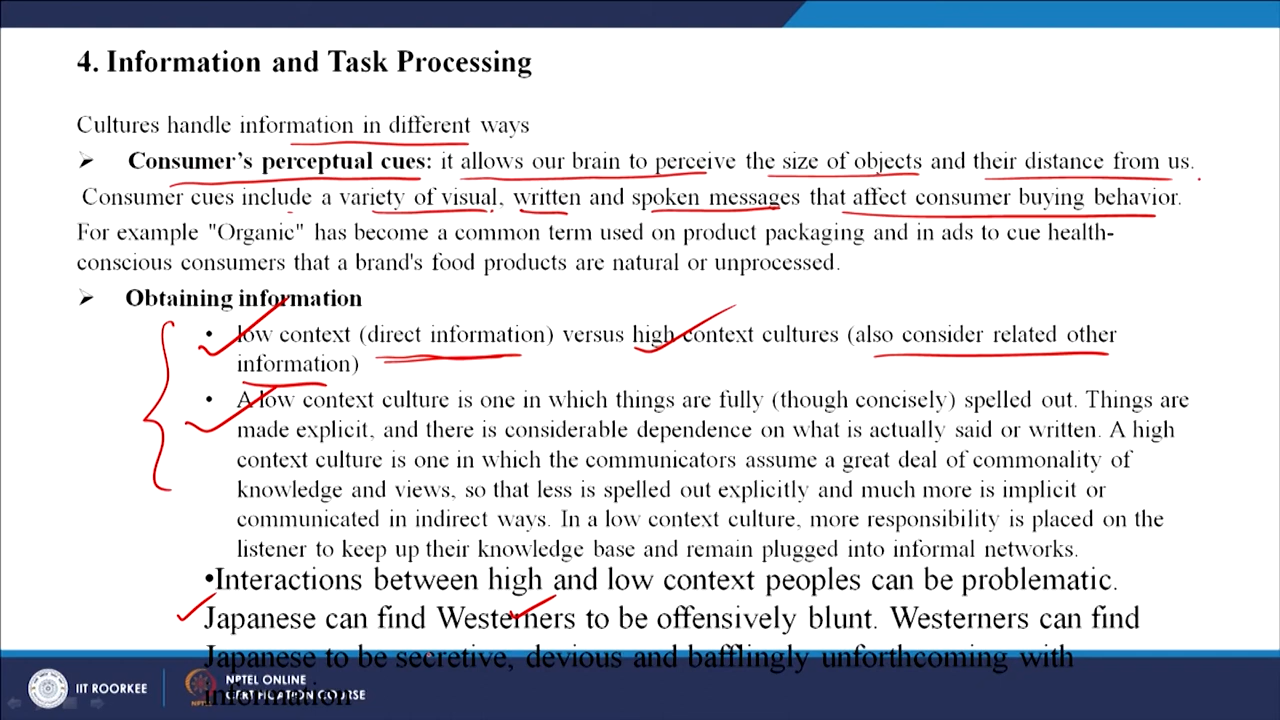 4. Information and Task Processing
Cultures handle information in different ways
➢ Consumer's perceptual cues: it allows our brain to perceive the size of objects and their distance from us.
Consumer cues include a variety of visual, written and spoken messages that affect consumer buying behavior.
For example "Organic" has become a common term used on product packaging and in ads to cue health-
conscious consumers that a brand's food products are natural or unprocessed.
➢ Obtaining information
• low context (direct information) versus high context cultures (also consider related other
information)
• A low context culture is one in which things are fully (though concisely) spelled out. Things are
made explicit, and there is considerable dependence on what is actually said or written. A high
context culture is one in which the communicators assume a great deal of commonality of
knowledge and views, so that less is spelled out explicitly and much more is implicit or
communicated in indirect ways. In a low context culture, more responsibility is placed on the
listener to keep up their knowledge base and remain plugged into informal networks.
•Interactions between high and low context peoples can be problematic.
Japanese can find Westerners to be offensively blunt. Westerners can find
Japanese to be secretive, devious and bafflingly unforthcoming with
information
IIT ROORKEE
NPTEL ONLINE
CERTIFICATION COURSE
NPTEL